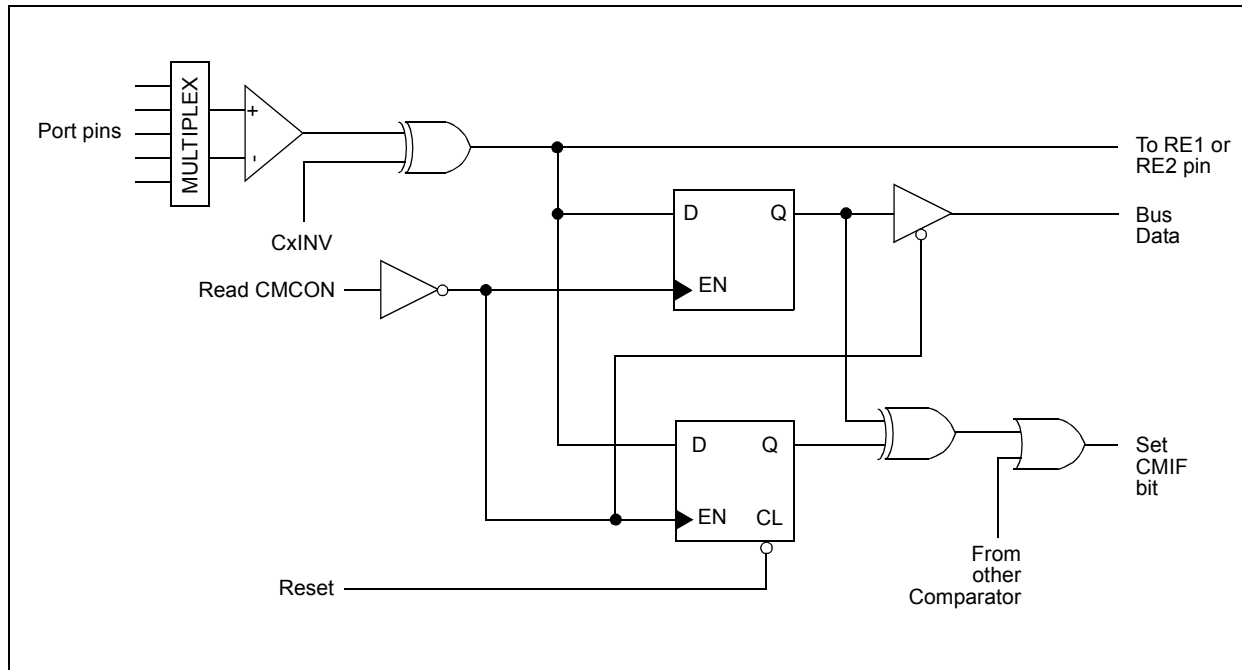 MULTIPLEX
+
-
Port pins
CxINV
To RE1 or
RE2 pin
D
Q
EN
Bus
Data
Read CMCON
D
Q
EN
CL
Set
CMIF
bit
From
other
Comparator
Reset